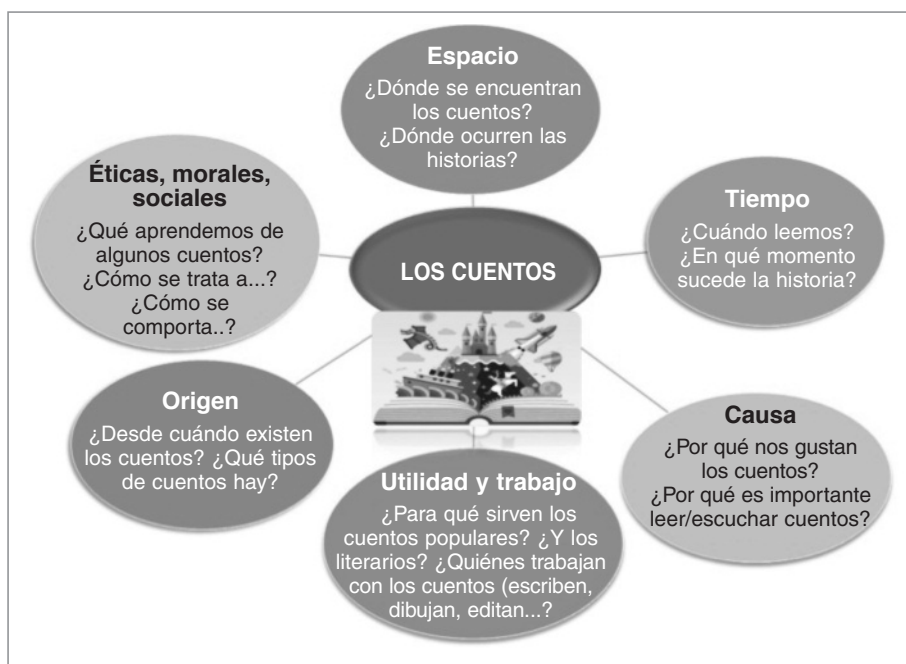 Espacio
¿Dónde se encuentran
los cuentos?
¿Dónde ocurren las
historias?
Éticas, morales,
sociales
¿Qué aprendemos de
algunos cuentos?
¿Cómo se trata a...?
¿Cómo se
comporta..?
Tiempo
¿Cuándo leemos?
¿En qué momento
sucede la historia?
LOS CUENTOS
Origen
¿Desde cuándo existen
los cuentos? ¿Qué tipos
de cuentos hay?
Causa
¿Por qué nos gustan
los cuentos?
¿Por qué es importante
leer/escuchar cuentos?
Utilidad y trabajo
¿Para qué sirven los
cuentos populares? ¿Y los
literarios? ¿Quiénes trabajan
con los cuentos (escriben,
dibujan, editan...?